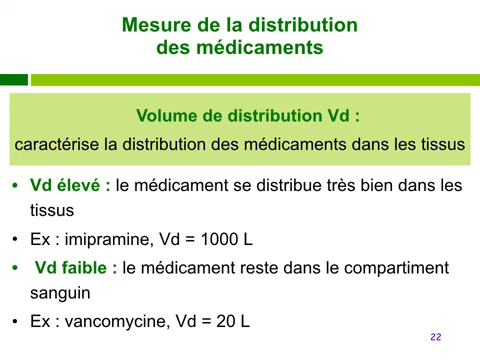 Mesure de la distribution
des médicaments
Volume de distribution Vd :
caractérise la distribution des médicaments dans les tissus
• Vd élevé : le médicament se distribue très bien dans les
tissus
• Ex : imipramine, Vd = 1000 L
• Vd faible : le médicament reste dans le compartiment
sanguin
• Ex : vancomycine, Vd = 20 L
22